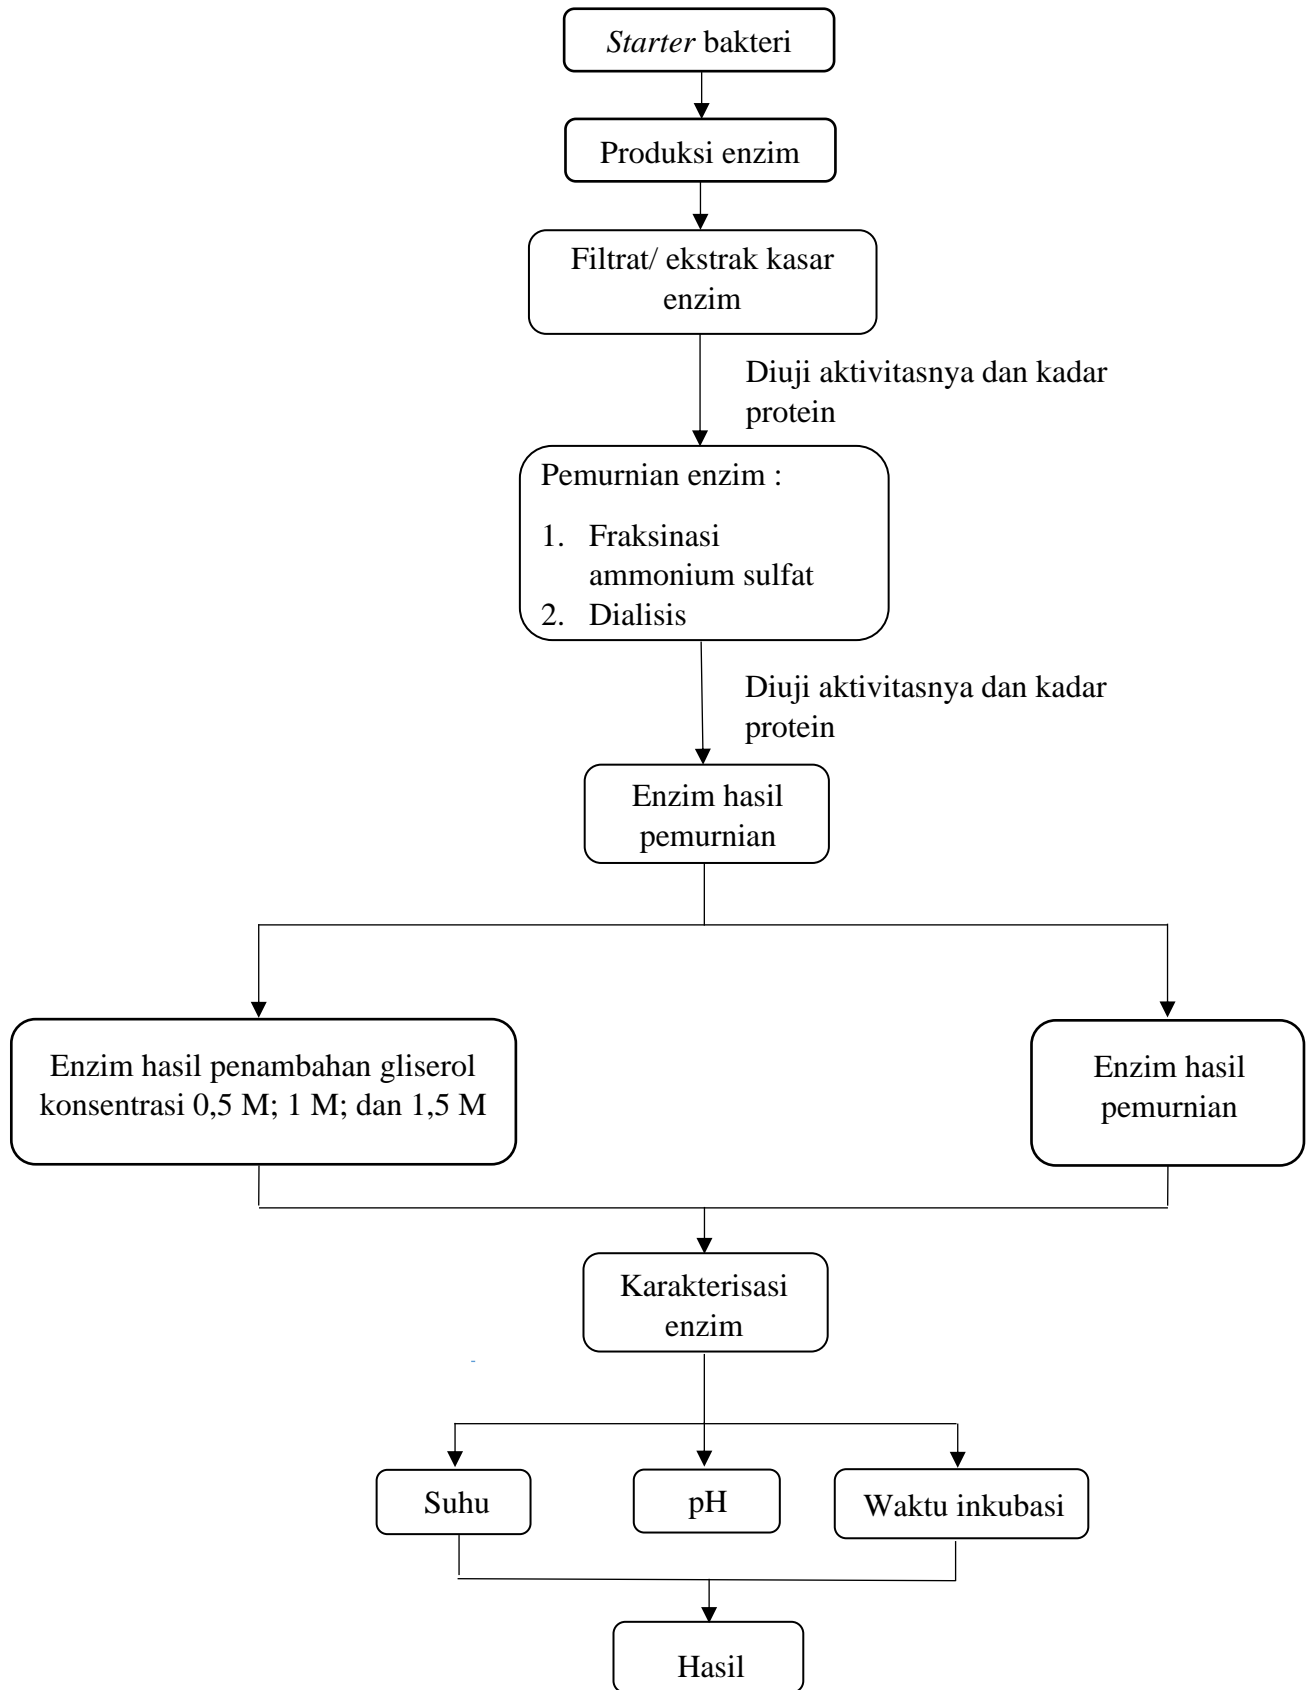 Starter bakteri
Produksi enzim
Filtrat/ ekstrak kasar
enzim
Diuji aktivitasnya dan kadar
protein
Pemurnian enzim :
1. Fraksinasi
ammonium sulfat
2. Dialisis
Diuji aktivitasnya dan kadar
protein
Enzim hasil
pemurnian
Enzim hasil penambahan gliserol
konsentrasi 0,5 M; 1 M; dan 1,5 M
Enzim hasil
pemurnian
Karakterisasi
enzim
Suhu
pH
Waktu inkubasi
Hasil